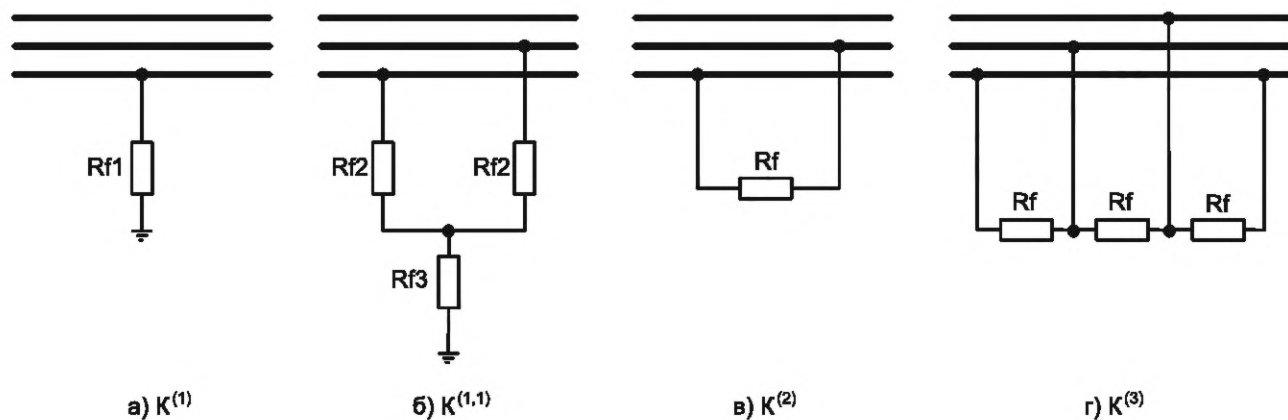 Rf1
Rf2 Rf2
Rf3
Rf
Rf Rf Rf
а) К(1) б) К(1,1) в) К(2) г) К(3)